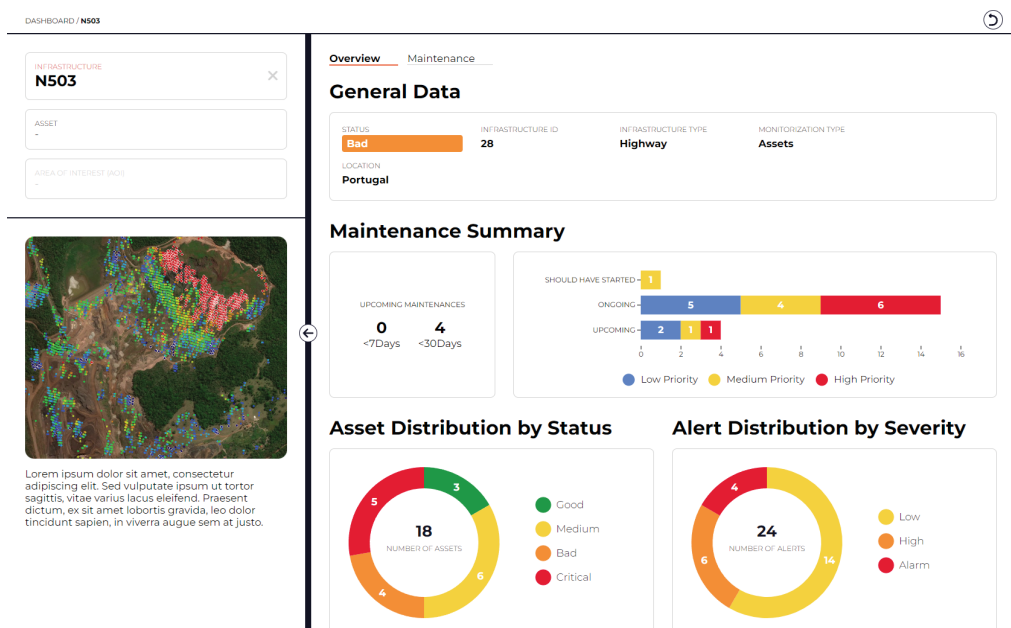 DASHBOARD / N503
INFRASTRUCTURE
N503
ASSET
-
AREA OF INTEREST (AOI)
-
Lorem ipsum dolor sit amet, consectetur
adipiscing elit. Sed vulputate ipsum ut tortor
sagittis, vitae varius lacus eleifend. Praesent
dictum, ex sit amet lobortis gravida, leo dolor
tincidunt sapien, in viverra augue sem at justo.
Overview Maintenance
General Data
STATUS INFRASTRUCTURE ID INFRASTRUCTURE TYPE MONITORIZATION TYPE
Bad 28 Highway Assets
LOCATION
Portugal
Maintenance Summary
UPCOMING MAINTENANCES
0 4
<7Days <30Days
SHOULD HAVE STARTED 1
ONGOING 5 4 6
UPCOMING 2 1 1
0 2 4 6 8 10 12 14 16
Low Priority Medium Priority High Priority
Asset Distribution by Status
3
5
18
NUMBER OF ASSETS
6
4
Good
Medium
Bad
Critical
Alert Distribution by Severity
4
24
NUMBER OF ALERTS
6
14
Low
High
Alarm